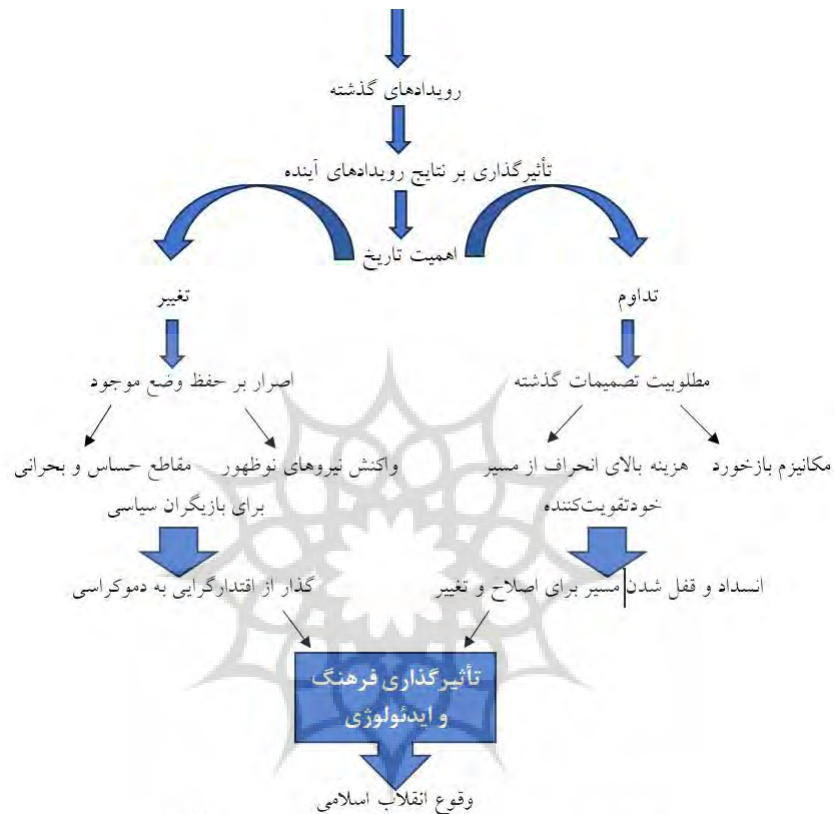 رویدادهای گذشته
تأثیرگذاری بر نتایج رویدادهای آینده
اهمیت تاریخ
تداوم
تغییر
مطلوبیت تصمیمات گذشته
اصرار بر حفظ وضع موجود
مکانیزم بازخورد
هزینه بالای انحراف از مسیر
خودتقویت‌کننده
واکنش نیروهای نوظهور
مقاطع حساس و بحرانی
برای بازیگران سیاسی
انسداد و قفل شدن مسیر برای اصلاح و تغییر
گذار از اقتدارگرایی به دموکراسی
تأثیرگذاری فرهنگ
و ایدئولوژی
وقوع انقلاب اسلامی